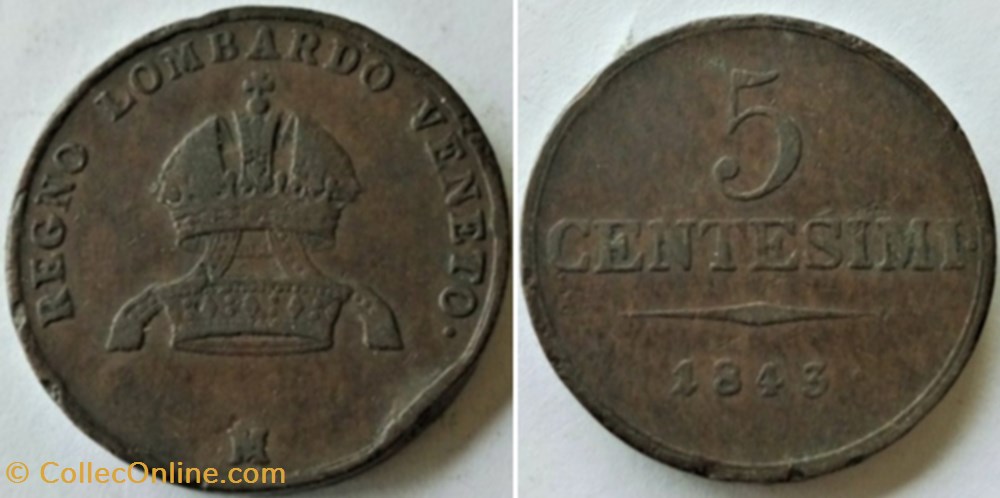 REGNO LOMBARDO VENETO.
M
5
CENTESIMI
1843
© CollecOnline.com